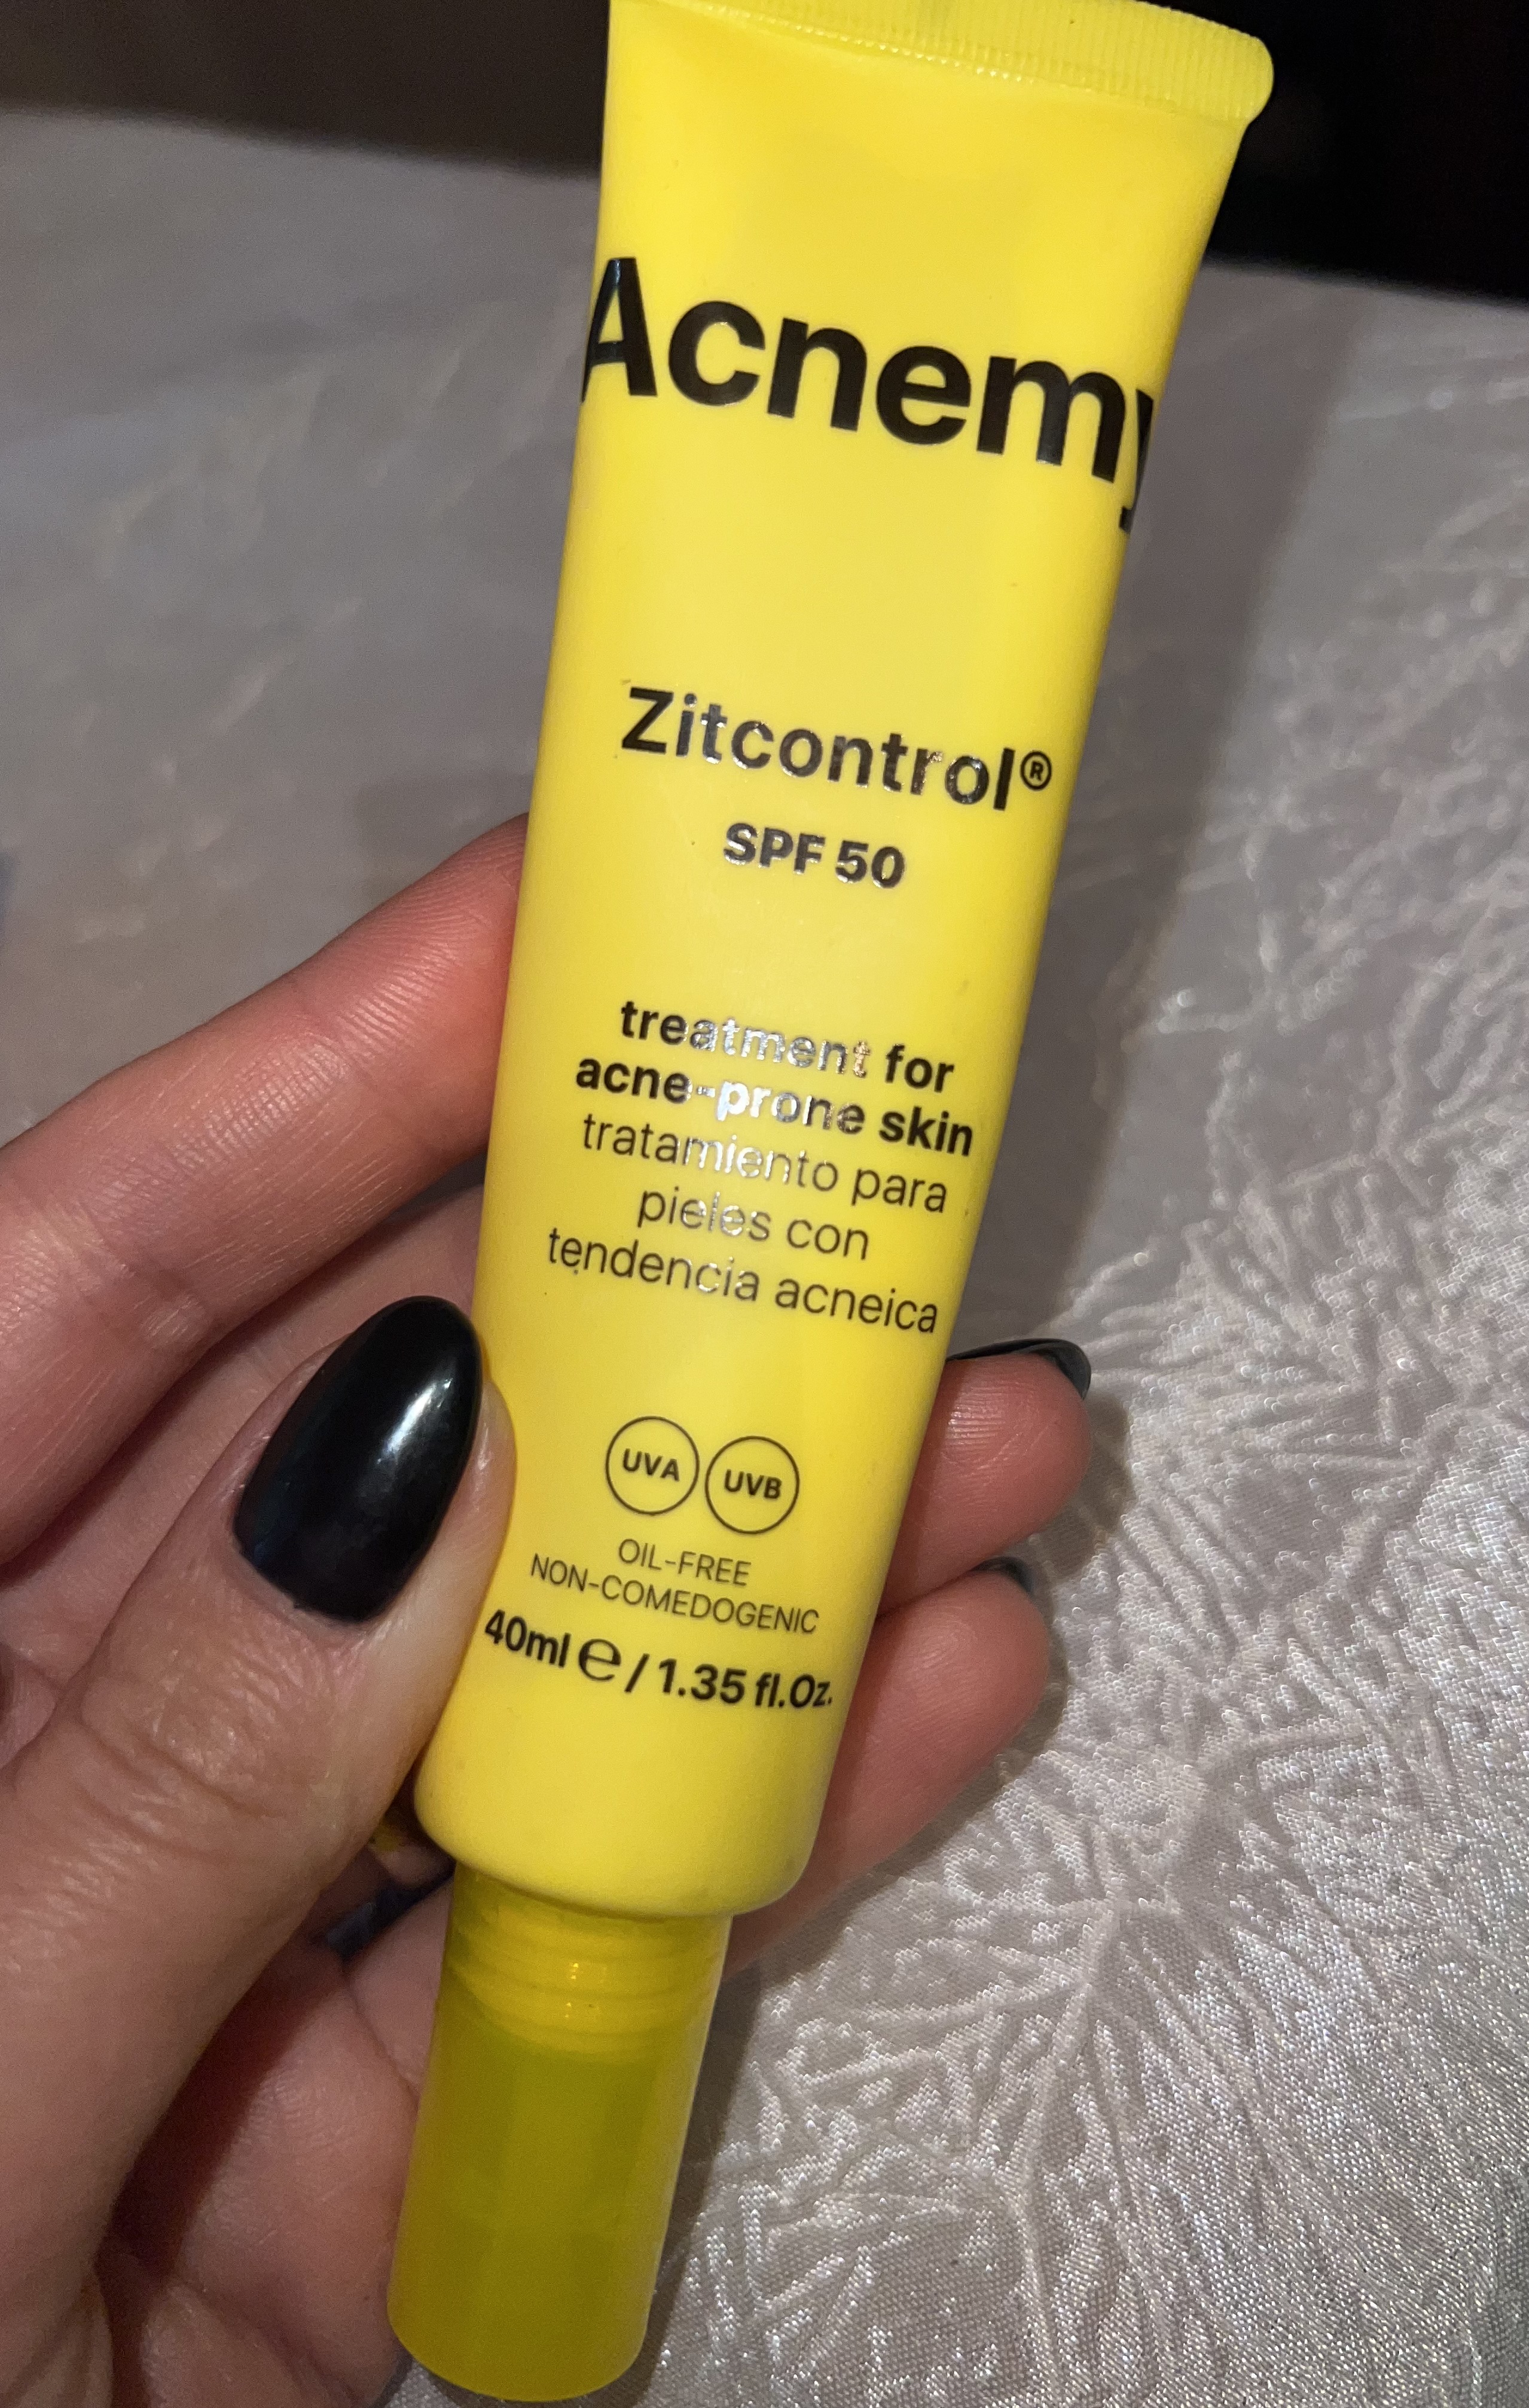 Acnemy
Zitcontrol®
SPF 50
treatment for
acne-prone skin
tratamiento para
pieles con
tendencia acneica
UVA UVB
OIL-FREE
NON-COMEDOGENIC
40ml ℮ / 1.35 fl.Oz.